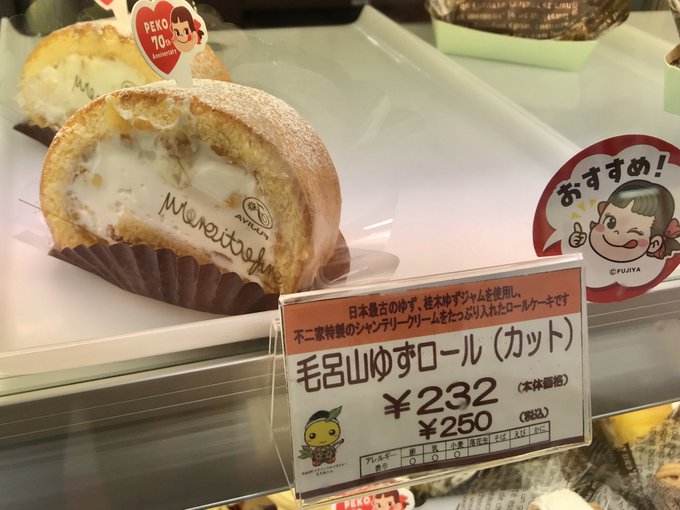 PEKO
70th
Anniversary
FUJIYA
おすすめ!
©FUJIYA
日本最古のゆず、桂木ゆずジャムを使用し、
不二家特製のシャンテリークリームをたっぷり入れたロールケーキです
毛呂山ゆずロール（カット）
￥232 (本体価格)
￥250 (税込)
アレルギー表示
卵 乳 小麦 落花生 そば えび かに
○ ○ ○
PEKO